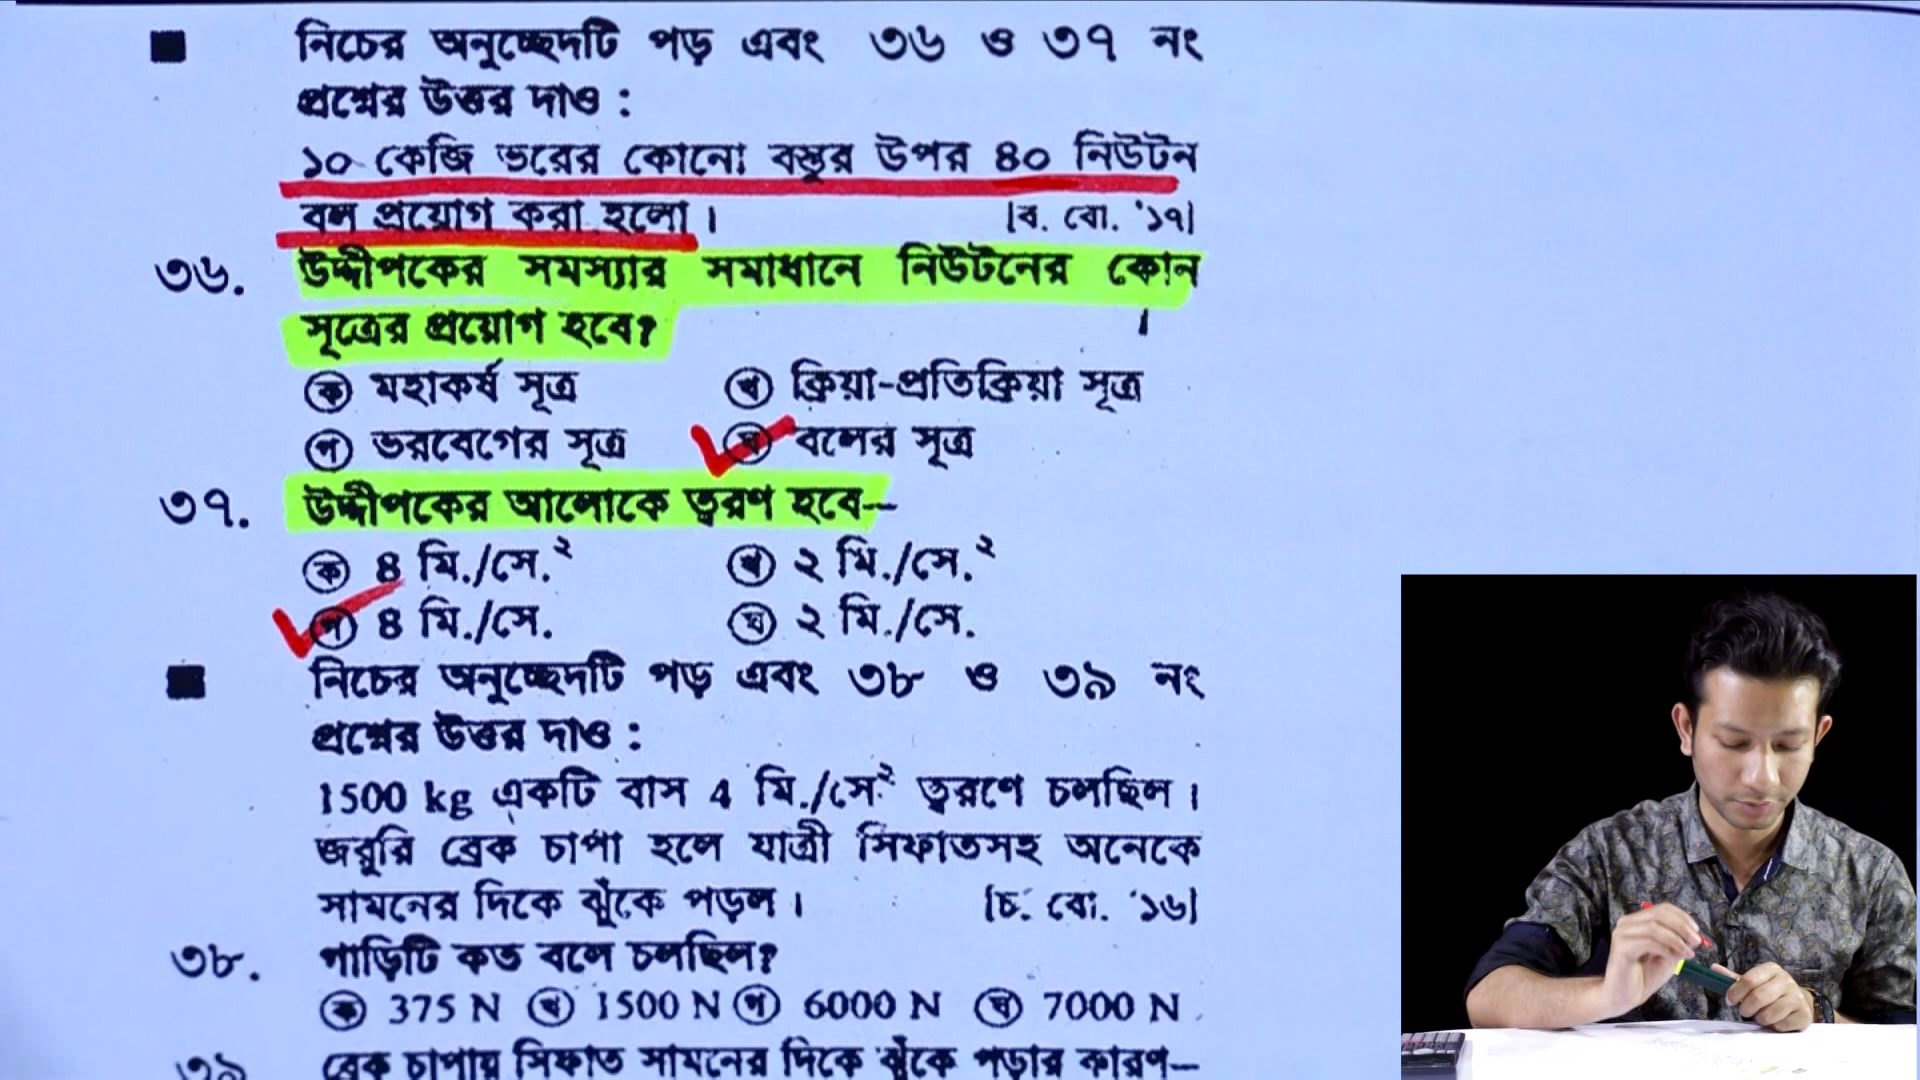 ■ নিচের অনুচ্ছেদটি পড় এবং ৩৬ ও ৩৭ নং
প্রশ্নের উত্তর দাও :
১০ কেজি ভরের কোনো বস্তুর উপর ৪০ নিউটন
বল প্রয়োগ করা হলো। [ব. বো. '১৭]
৩৬. উদ্দীপকের সমস্যার সমাধানে নিউটনের কোন
সূত্রের প্রয়োগ হবে?
ক মহাকর্ষ সূত্র খ ক্রিয়া-প্রতিক্রিয়া সূত্র
গ ভরবেগের সূত্র ঘ বলের সূত্র
৩৭. উদ্দীপকের আলোকে ত্বরণ হবে—
ক ৪ মি./সে.² খ ২ মি./সে.²
গ ৪ মি./সে. ঘ ২ মি./সে.
■ নিচের অনুচ্ছেদটি পড় এবং ৩৮ ও ৩৯ নং
প্রশ্নের উত্তর দাও :
1500 kg একটি বাস 4 মি./সে.² ত্বরণে চলছিল।
জরুরি ব্রেক চাপা হলে যাত্রী সিফাতসহ অনেকে
সামনের দিকে ঝুঁকে পড়ল। [চ. বো. '১৬]
৩৮. গাড়িটি কত বলে চলছিল?
ক 375 N খ 1500 N গ 6000 N ঘ 7000 N
৩৯ ব্রেক চাপায় সিফাত সামনের দিকে ঝুঁকে পড়ার কারণ—